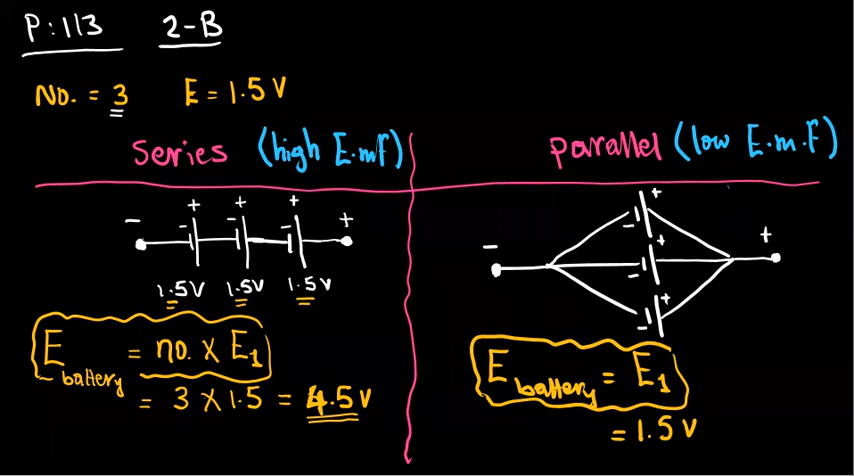 P:113 2-B
No. = 3 E = 1.5 V
Series (high E.mf)
- + + + +
- - -
1.5V 1.5V 1.5V
E battery = no. x E1
= 3 x 1.5 = 4.5 V
parallel (low E.m.F)
+
-
- + +
-
+
-
E battery = E1
= 1.5 V